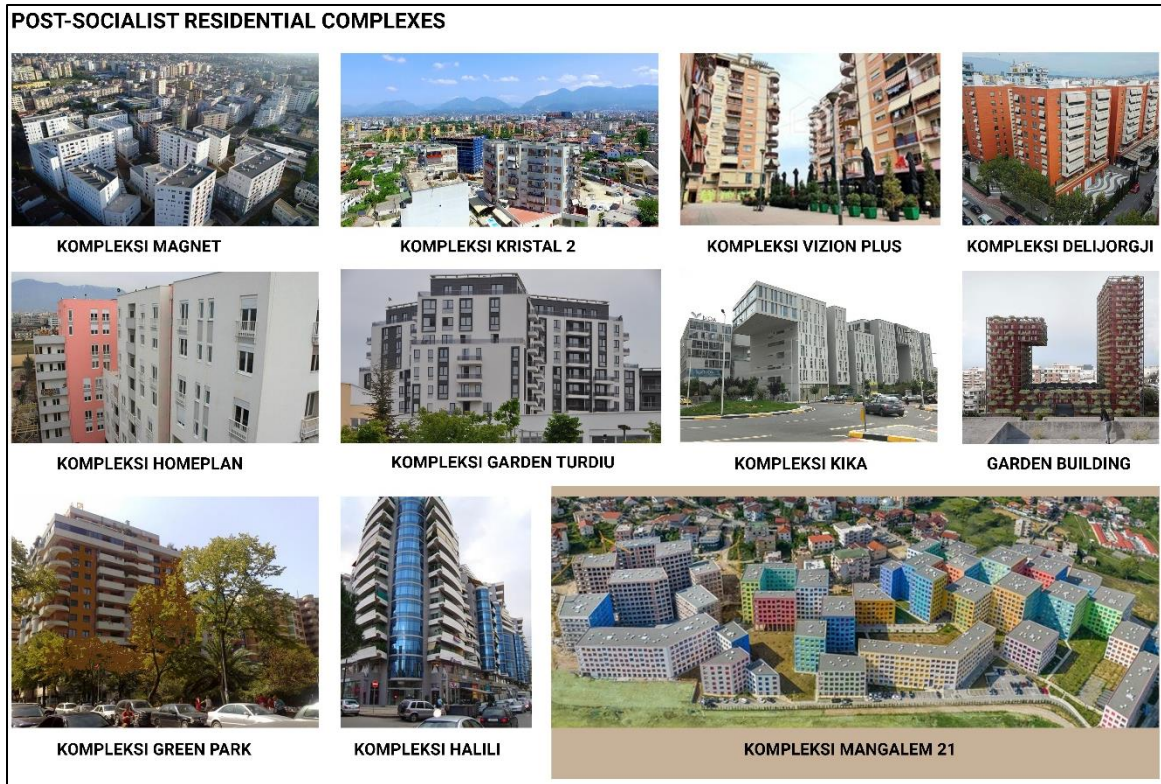 POST-SOCIALIST RESIDENTIAL COMPLEXES
KOMPLEKSI MAGNET
KOMPLEKSI KRISTAL 2
KOMPLEKSI VIZION PLUS
KOMPLEKSI DELIJORGJI
KOMPLEKSI HOMEPLAN
KOMPLEKSI GARDEN TURDIU
KOMPLEKSI KIKA
GARDEN BUILDING
KOMPLEKSI GREEN PARK
KOMPLEKSI HALILI
KOMPLEKSI MANGALEM 21